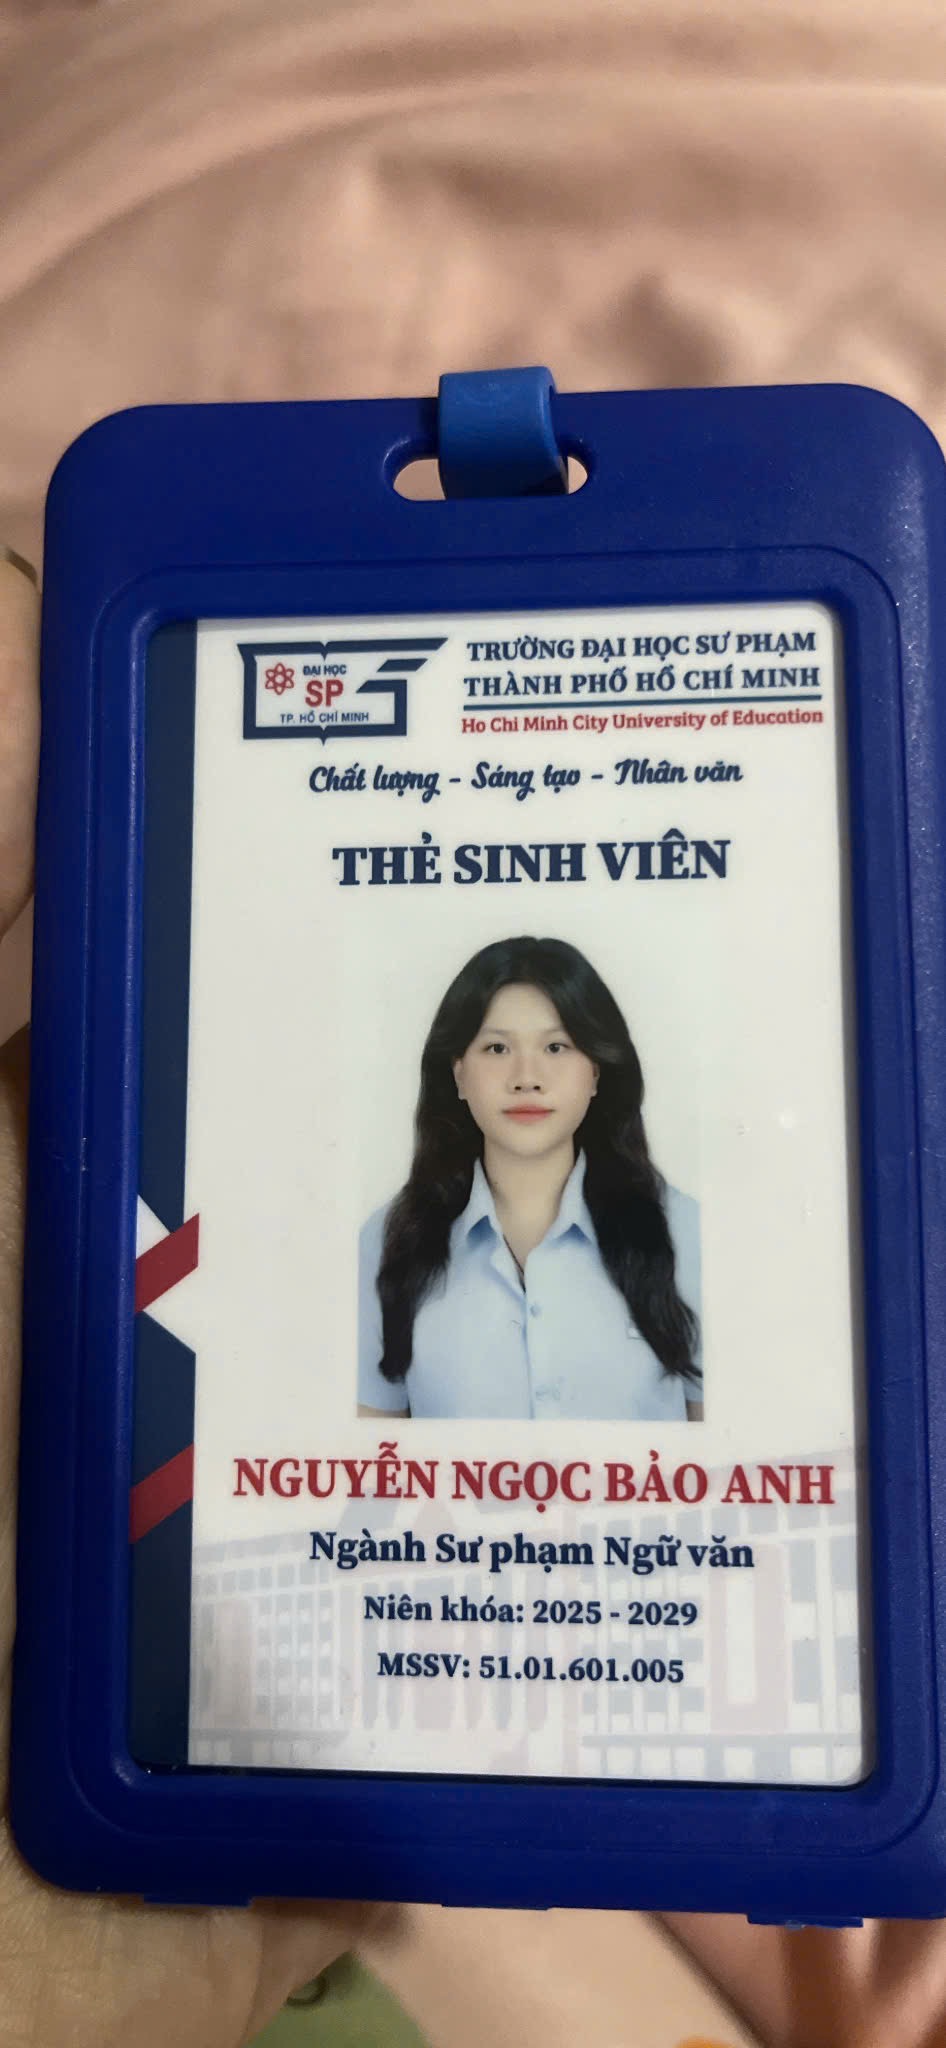 ĐẠI HỌC
SP
TP. HỒ CHÍ MINH
TRƯỜNG ĐẠI HỌC SƯ PHẠM
THÀNH PHỐ HỒ CHÍ MINH
Ho Chi Minh City University of Education
Chất lượng - Sáng tạo - Nhân văn
THẺ SINH VIÊN
NGUYỄN NGỌC BẢO ANH
Ngành Sư phạm Ngữ văn
Niên khóa: 2025 - 2029
MSSV: 51.01.601.005